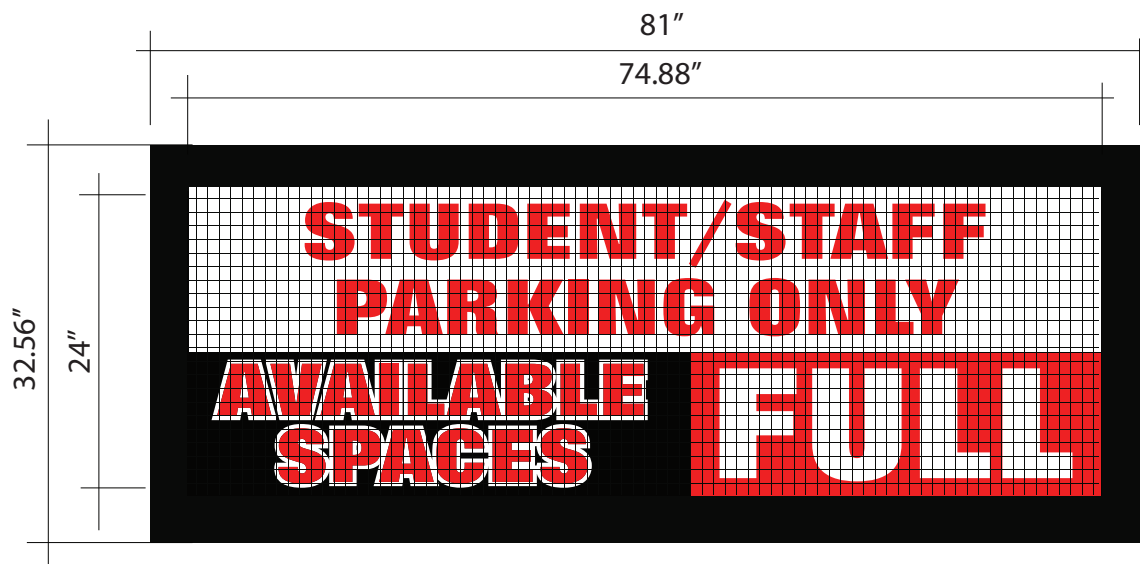 81”
74.88”
32.56”
24”
STUDENT/STAFF
PARKING ONLY
AVAILABLE
SPACES
FULL